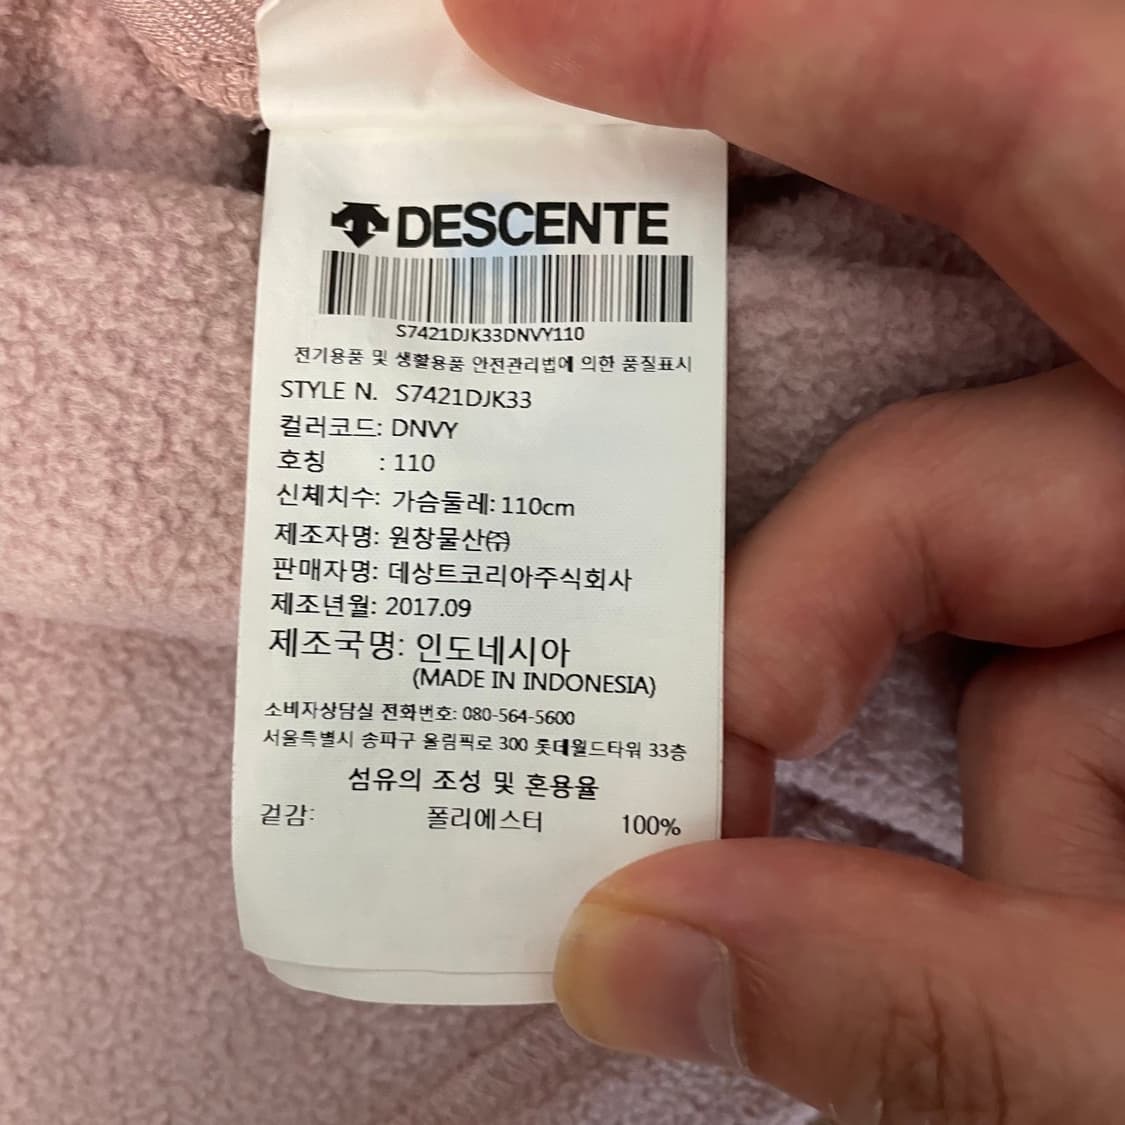 DESCENTE
S7421DJK33DNVY110
전기용품 및 생활용품 안전관리법에 의한 품질표시
STYLE N. S7421DJK33
컬러코드: DNVY
호칭 : 110
신체치수: 가슴둘레: 110cm
제조자명: 원창물산㈜
판매자명: 데상트코리아주식회사
제조년월: 2017.09
제조국명: 인도네시아
(MADE IN INDONESIA)
소비자상담실 전화번호: 080-564-5600
서울특별시 송파구 올림픽로 300 롯데월드타워 33층
섬유의 조성 및 혼용율
겉감: 폴리에스터 100%